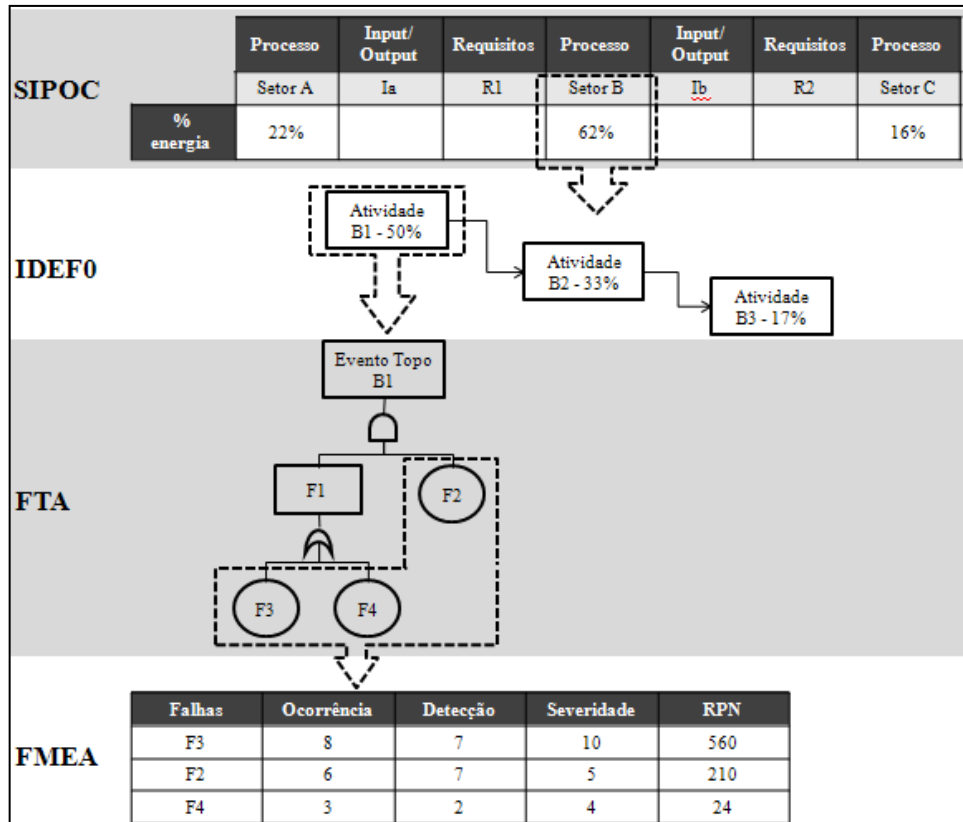 Processo Input/ Output Requisitos Processo Input/ Output Requisitos Processo
SIPOC
Setor A Ia R1 Setor B Ib R2 Setor C
% energia 22% 62% 16%
IDEF0
Atividade
B1 - 50%
Atividade
B2 - 33%
Atividade
B3 - 17%
FTA
Evento Topo
B1
F1
F2
F3
F4
FMEA
Falhas Ocorrência Detecção Severidade RPN
F3 8 7 10 560
F2 6 7 5 210
F4 3 2 4 24